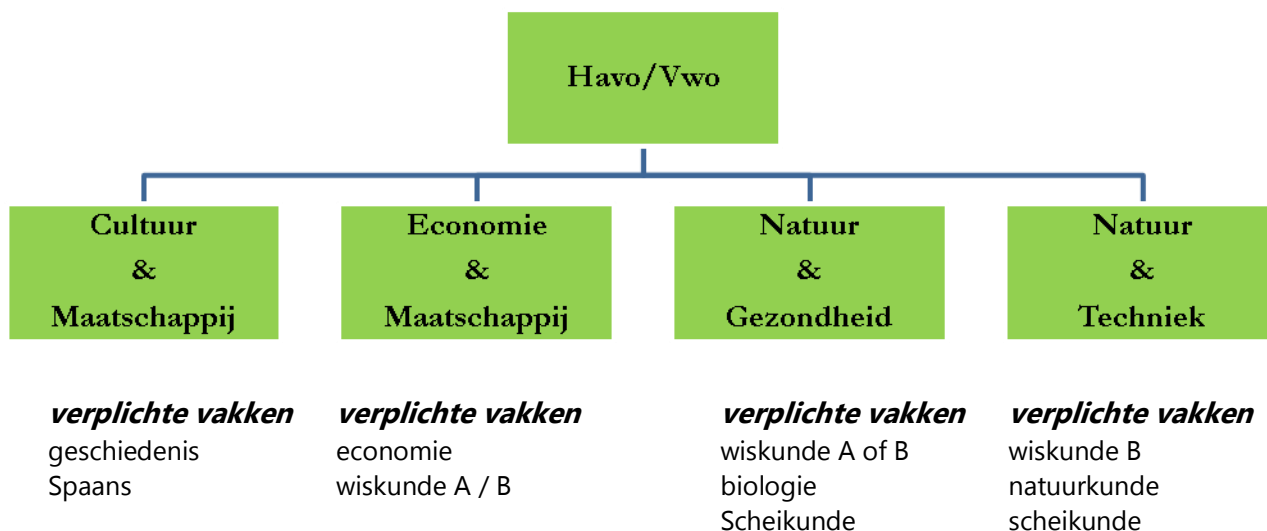 Havo/Vwo
Cultuur
&
Maatschappij
Economie
&
Maatschappij
Natuur
&
Gezondheid
Natuur
&
Techniek
verplichte vakken
geschiedenis
Spaans
verplichte vakken
economie
wiskunde A / B
verplichte vakken
wiskunde A of B
biologie
Scheikunde
verplichte vakken
wiskunde B
natuurkunde
scheikunde